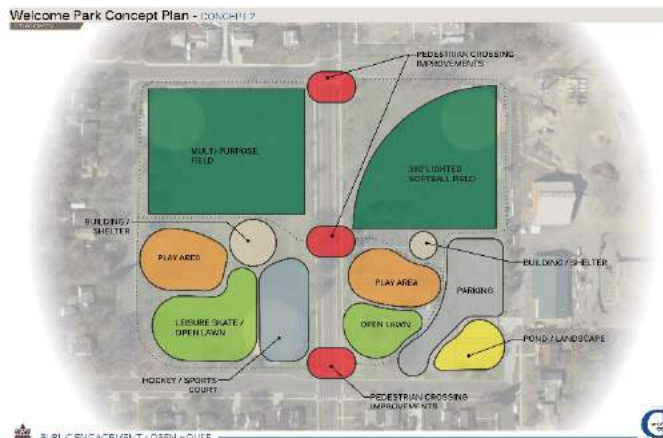 Welcome Park Concept Plan - CONCEPT 2
PEDESTRIAN CROSSING
IMPROVEMENTS
MULTI-PURPOSE
FIELD
LIGHTED
SOFTBALL FIELD
BUILDING /
SHELTER
PLAY AREA
BUILDING / SHELTER
PLAY AREA
PARKING
LEISURE SKATE /
OPEN LAWN
OPEN LAWN
POND / LANDSCAPE
HOCKEY / SPORTS
COURT
PEDESTRIAN CROSSING
IMPROVEMENTS
PUBLIC ENGAGEMENT / OPEN HOUSE